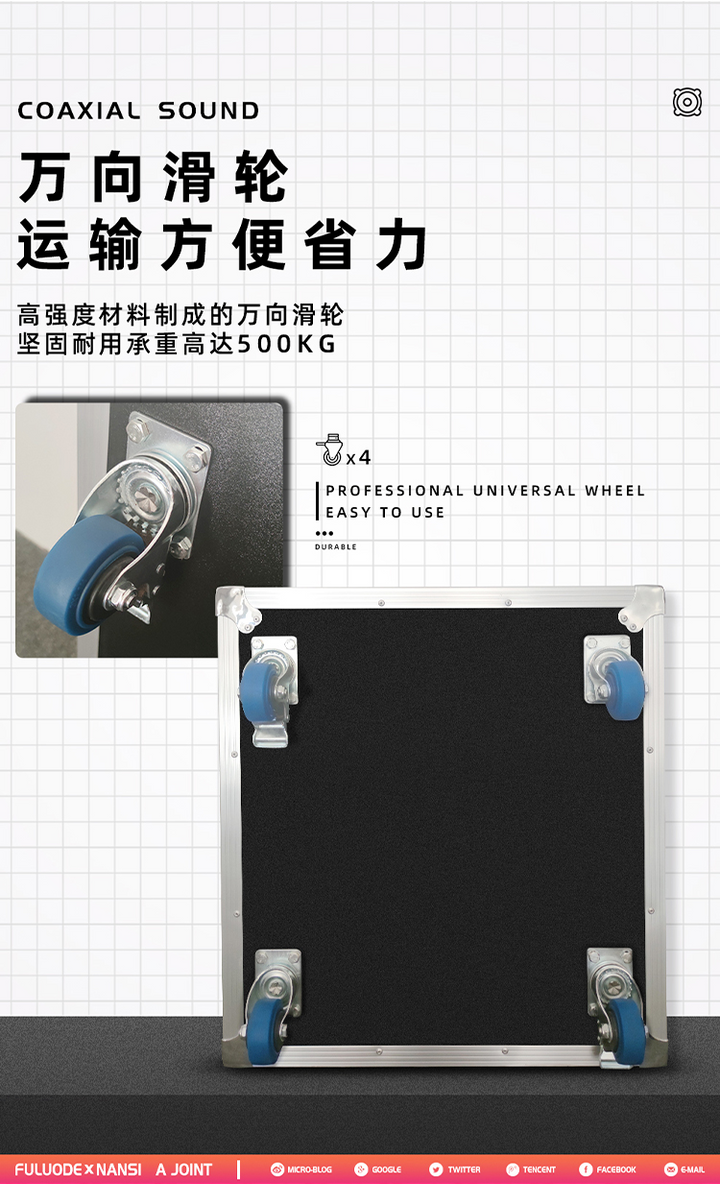 COAXIAL SOUND
万向滑轮
运输方便省力
高强度材料制成的万向滑轮
坚固耐用承重高达500KG
x4
PROFESSIONAL UNIVERSAL WHEEL
EASY TO USE
DURABLE
FULUODE X NANSI A JOINT MICRO-BLOG GOOGLE TWITTER TENCENT FACEBOOK E-MAIL